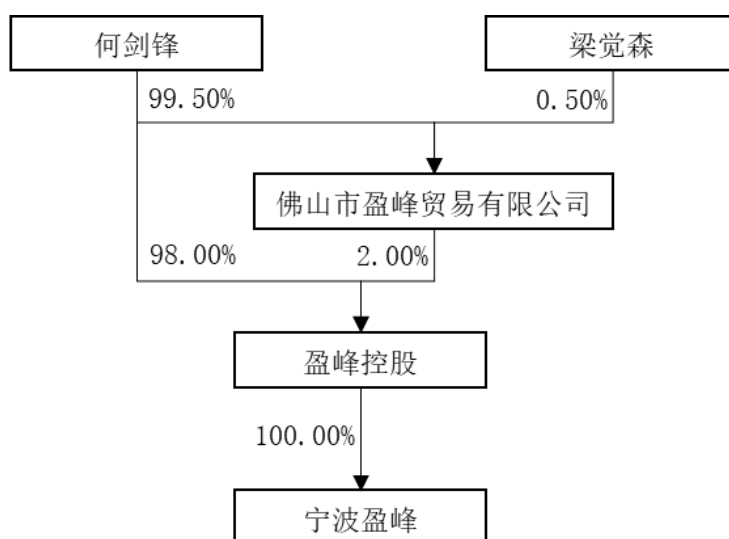 何剑锋
梁觉森
99.50%
0.50%
佛山市盈峰贸易有限公司
98.00%
2.00%
盈峰控股
100.00%
宁波盈峰